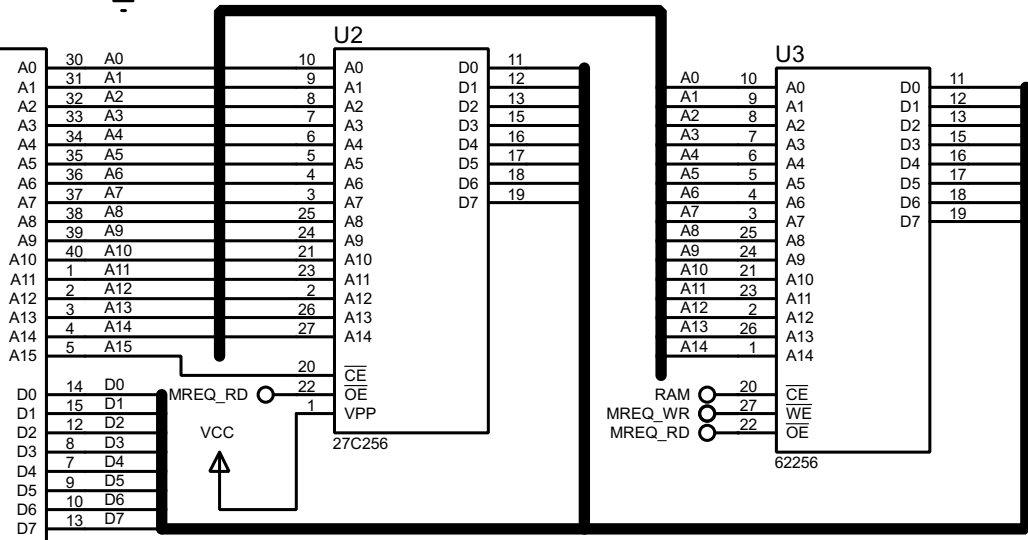 U2
U3
A0 30 A0 10 A0 D0 11
A1 31 A1 9 A1 D1 12
A2 32 A2 8 A2 D2 13
A3 33 A3 7 A3 D3 15
A4 34 A4 6 A4 D4 16
A5 35 A5 5 A5 D5 17
A6 36 A6 4 A6 D6 18
A7 37 A7 3 A7 D7 19
A8 38 A8 25 A8
A9 39 A9 24 A9
A10 40 A10 21 A10
A11 1 A11 23 A11
A12 2 A12 2 A12
A13 3 A13 26 A13
A14 4 A14 27 A14
A15 5 A15
20 CE
MREQ_RD 22 OE
1 VPP
VCC
27C256
D0 14 D0
D1 15 D1
D2 12 D2
D3 8 D3
D4 7 D4
D5 9 D5
D6 10 D6
D7 13 D7
A0 10 A0 D0 11
A1 9 A1 D1 12
A2 8 A2 D2 13
A3 7 A3 D3 15
A4 6 A4 D4 16
A5 5 A5 D5 17
A6 4 A6 D6 18
A7 3 A7 D7 19
A8 25 A8
A9 24 A9
A10 21 A10
A11 23 A11
A12 2 A12
A13 26 A13
A14 1 A14
RAM 20 CE
MREQ_WR 27 WE
MREQ_RD 22 OE
62256